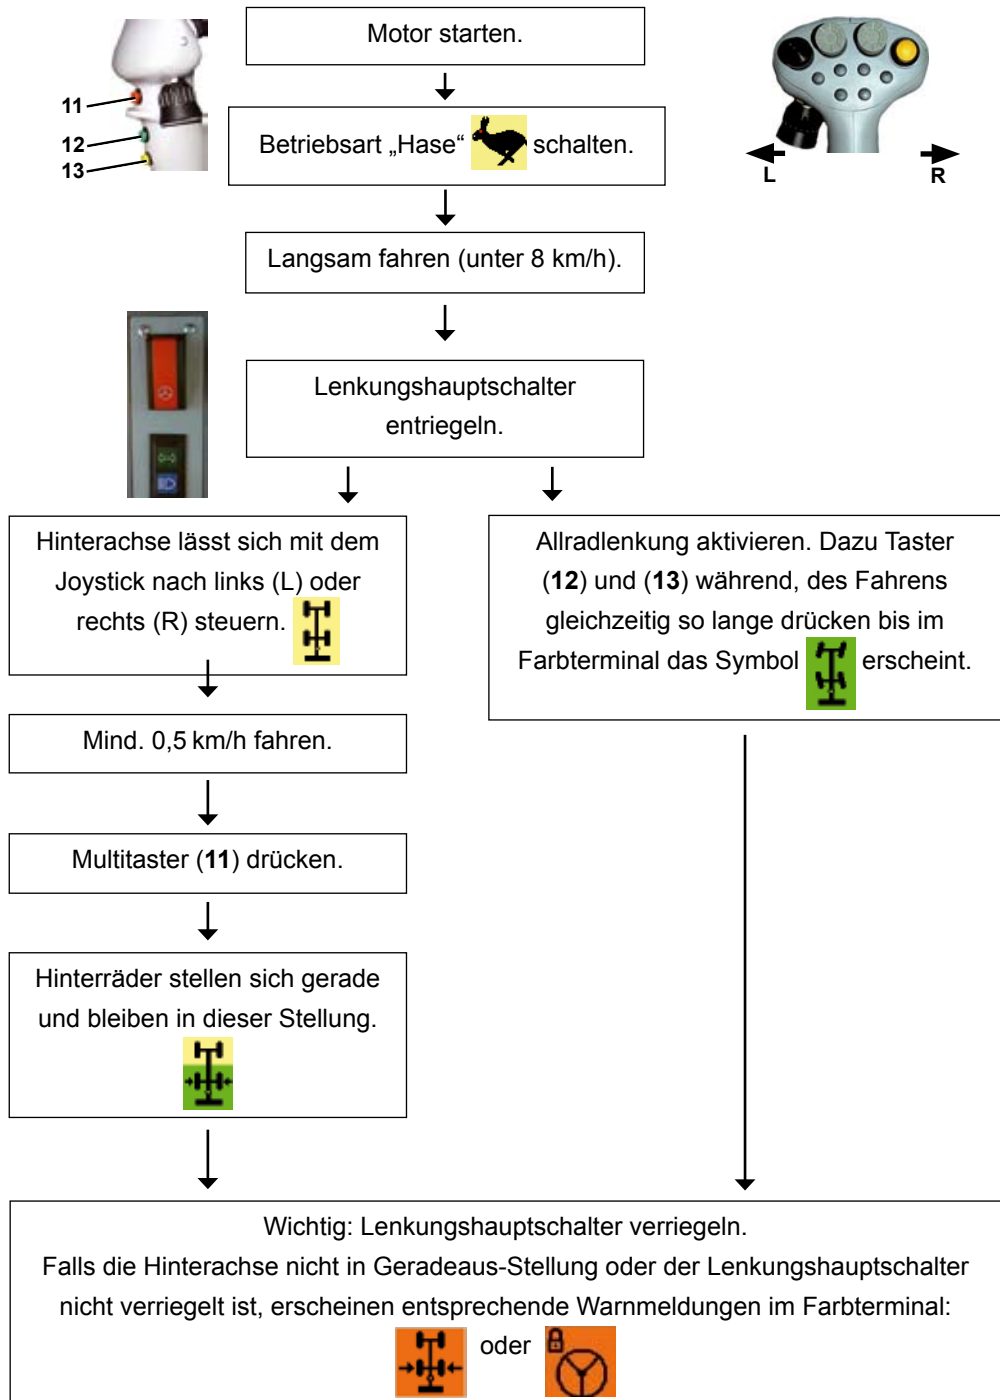 Motor starten.
11
12
13
Betriebsart „Hase“ schalten.
L
R
Langsam fahren (unter 8 km/h).
Lenkungshauptschalter
entriegeln.
Hinterachse lässt sich mit dem
Joystick nach links (L) oder
rechts (R) steuern.
Allradlenkung aktivieren. Dazu Taster
(12) und (13) während, des Fahrens
gleichzeitig so lange drücken bis im
Farbterminal das Symbol erscheint.
Mind. 0,5 km/h fahren.
Multitaster (11) drücken.
Hinterräder stellen sich gerade
und bleiben in dieser Stellung.
Wichtig: Lenkungshauptschalter verriegeln.
Falls die Hinterachse nicht in Geradeaus-Stellung oder der Lenkungshauptschalter
nicht verriegelt ist, erscheinen entsprechende Warnmeldungen im Farbterminal:
oder